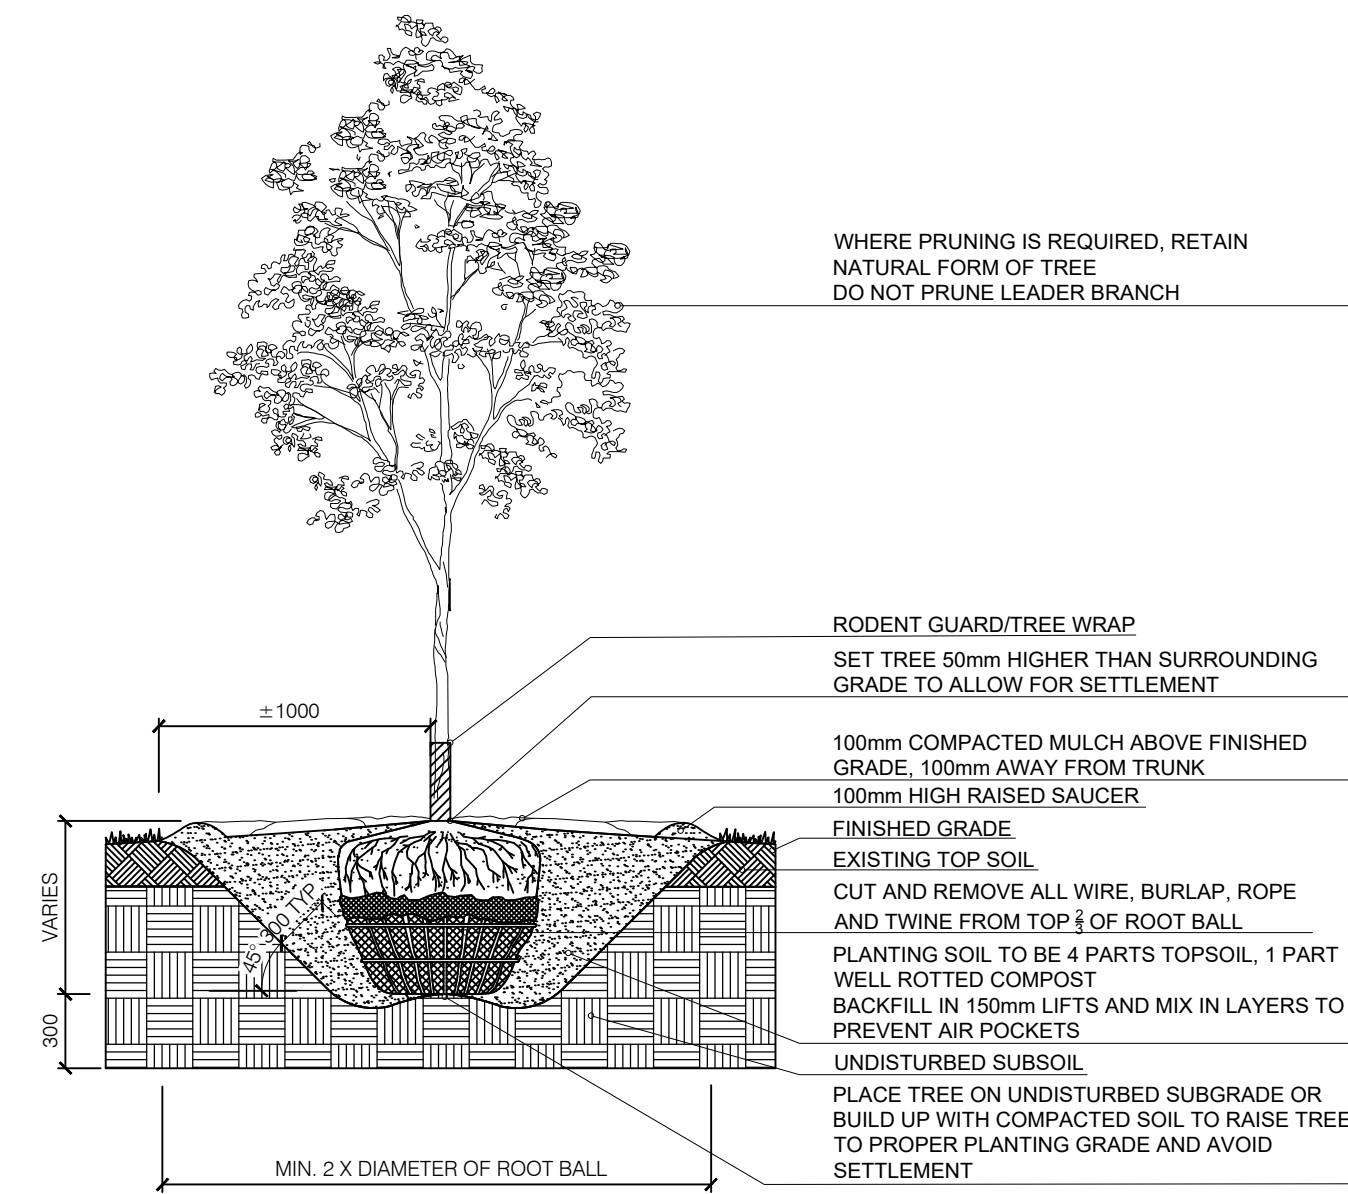 WHERE PRUNING IS REQUIRED, RETAIN
NATURAL FORM OF TREE
DO NOT PRUNE LEADER BRANCH
RODENT GUARD/TREE WRAP
SET TREE 50mm HIGHER THAN SURROUNDING
GRADE TO ALLOW FOR SETTLEMENT
±1000
100mm COMPACTED MULCH ABOVE FINISHED
GRADE, 100mm AWAY FROM TRUNK
100mm HIGH RAISED SAUCER
FINISHED GRADE
EXISTING TOP SOIL
CUT AND REMOVE ALL WIRE, BURLAP, ROPE
AND TWINE FROM TOP 2/3 OF ROOT BALL
PLANTING SOIL TO BE 4 PARTS TOPSOIL, 1 PART
WELL ROTTED COMPOST
BACKFILL IN 150mm LIFTS AND MIX IN LAYERS TO
PREVENT AIR POCKETS
UNDISTURBED SUBSOIL
PLACE TREE ON UNDISTURBED SUBGRADE OR
BUILD UP WITH COMPACTED SOIL TO RAISE TREE
TO PROPER PLANTING GRADE AND AVOID
SETTLEMENT
VARIES
300
45°
300 TYP
MIN. 2 X DIAMETER OF ROOT BALL